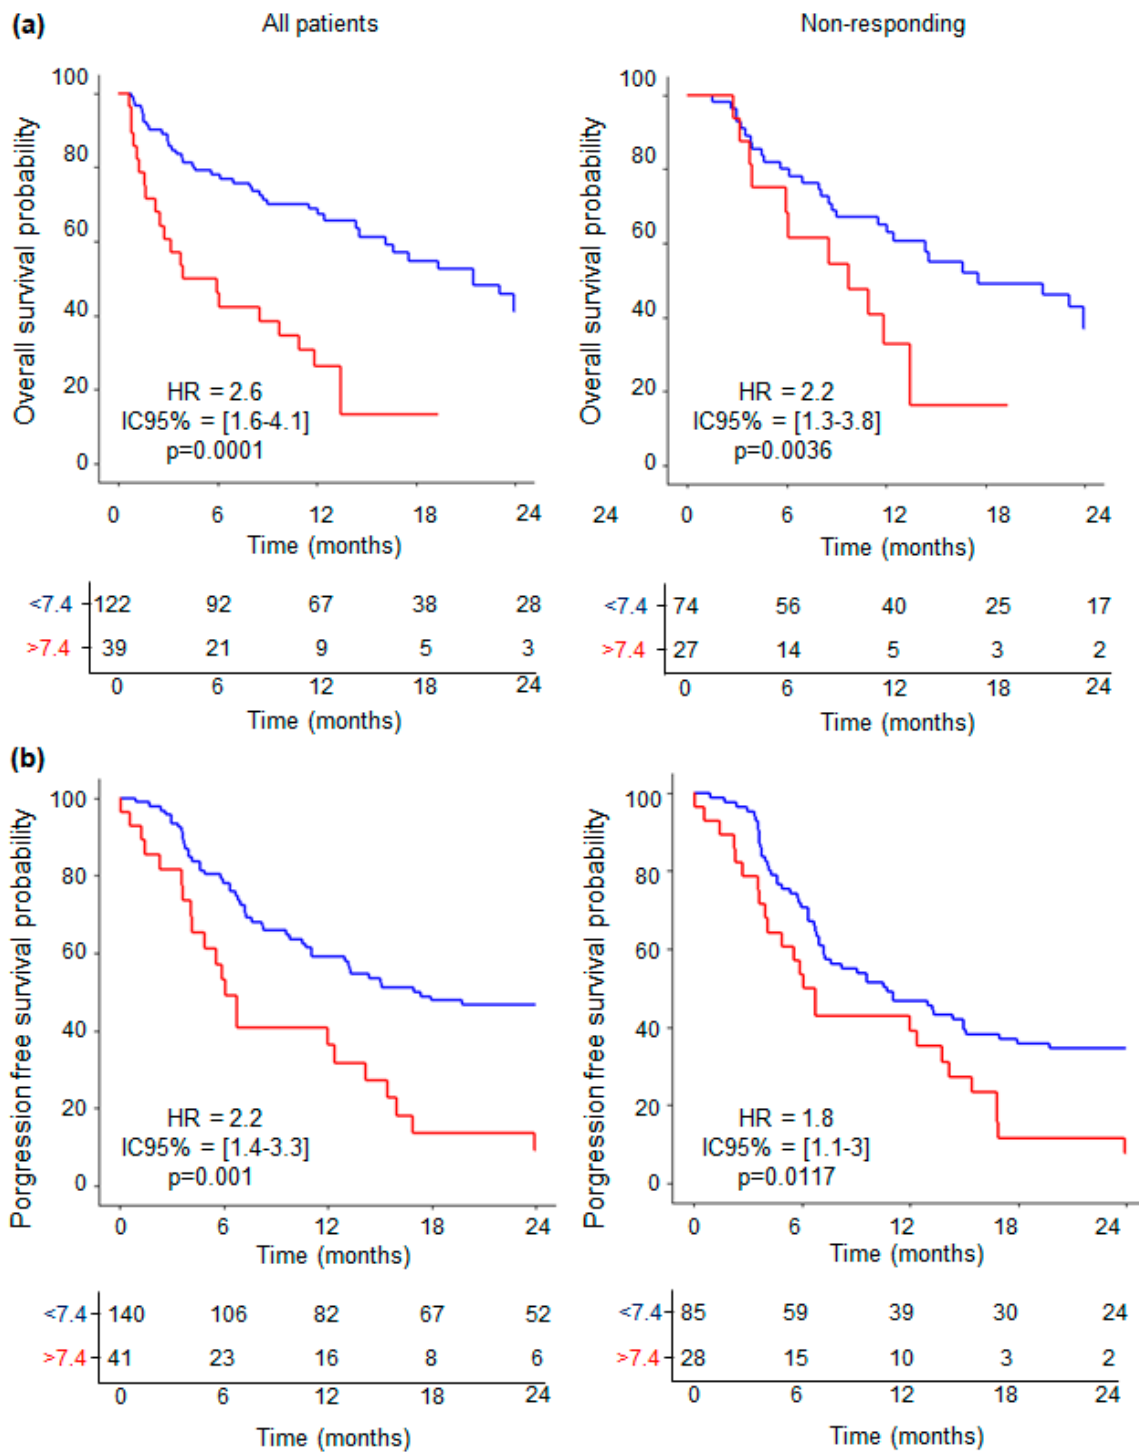 (a) All patients Non-responding
Overall survival probability
100
80
60
40
20
0
HR = 2.6
IC95% = [1.6-4.1]
p=0.0001
0 6 12 18 24
Time (months)
<7.4 122 92 67 38 28
>7.4 39 21 9 5 3
0 6 12 18 24
Time (months)
Overall survival probability
100
80
60
40
20
0
HR = 2.2
IC95% = [1.3-3.8]
p=0.0036
24 0 6 12 18 24
Time (months)
<7.4 74 56 40 25 17
>7.4 27 14 5 3 2
0 6 12 18 24
Time (months)
(b)
Porgression free survival probability
100
80
60
40
20
0
HR = 2.2
IC95% = [1.4-3.3]
p=0.001
0 6 12 18 24
Time (months)
<7.4 140 106 82 67 52
>7.4 41 23 16 8 6
0 6 12 18 24
Time (months)
Porgression free survival probability
100
80
60
40
20
0
HR = 1.8
IC95% = [1.1-3]
p=0.0117
0 6 12 18 24
Time (months)
<7.4 85 59 39 30 24
>7.4 28 15 10 3 2
0 6 12 18 24
Time (months)